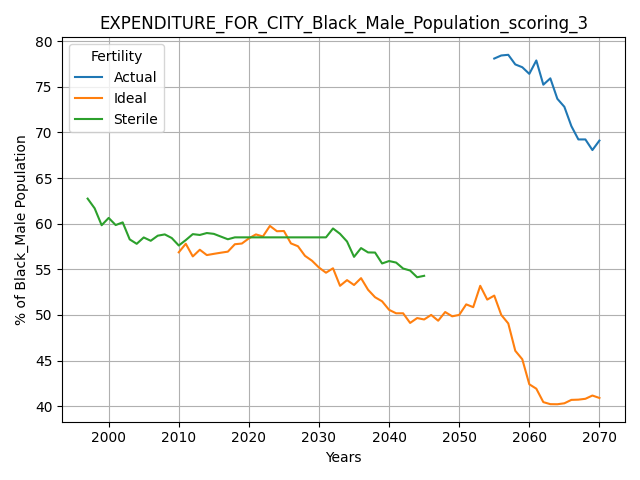 EXPENDITURE_FOR_CITY_Black_Male_Population_scoring_3
Fertility
Actual
Ideal
Sterile
% of Black_Male Population
80
75
70
65
60
55
50
45
40
2000 2010 2020 2030 2040 2050 2060 2070
Years